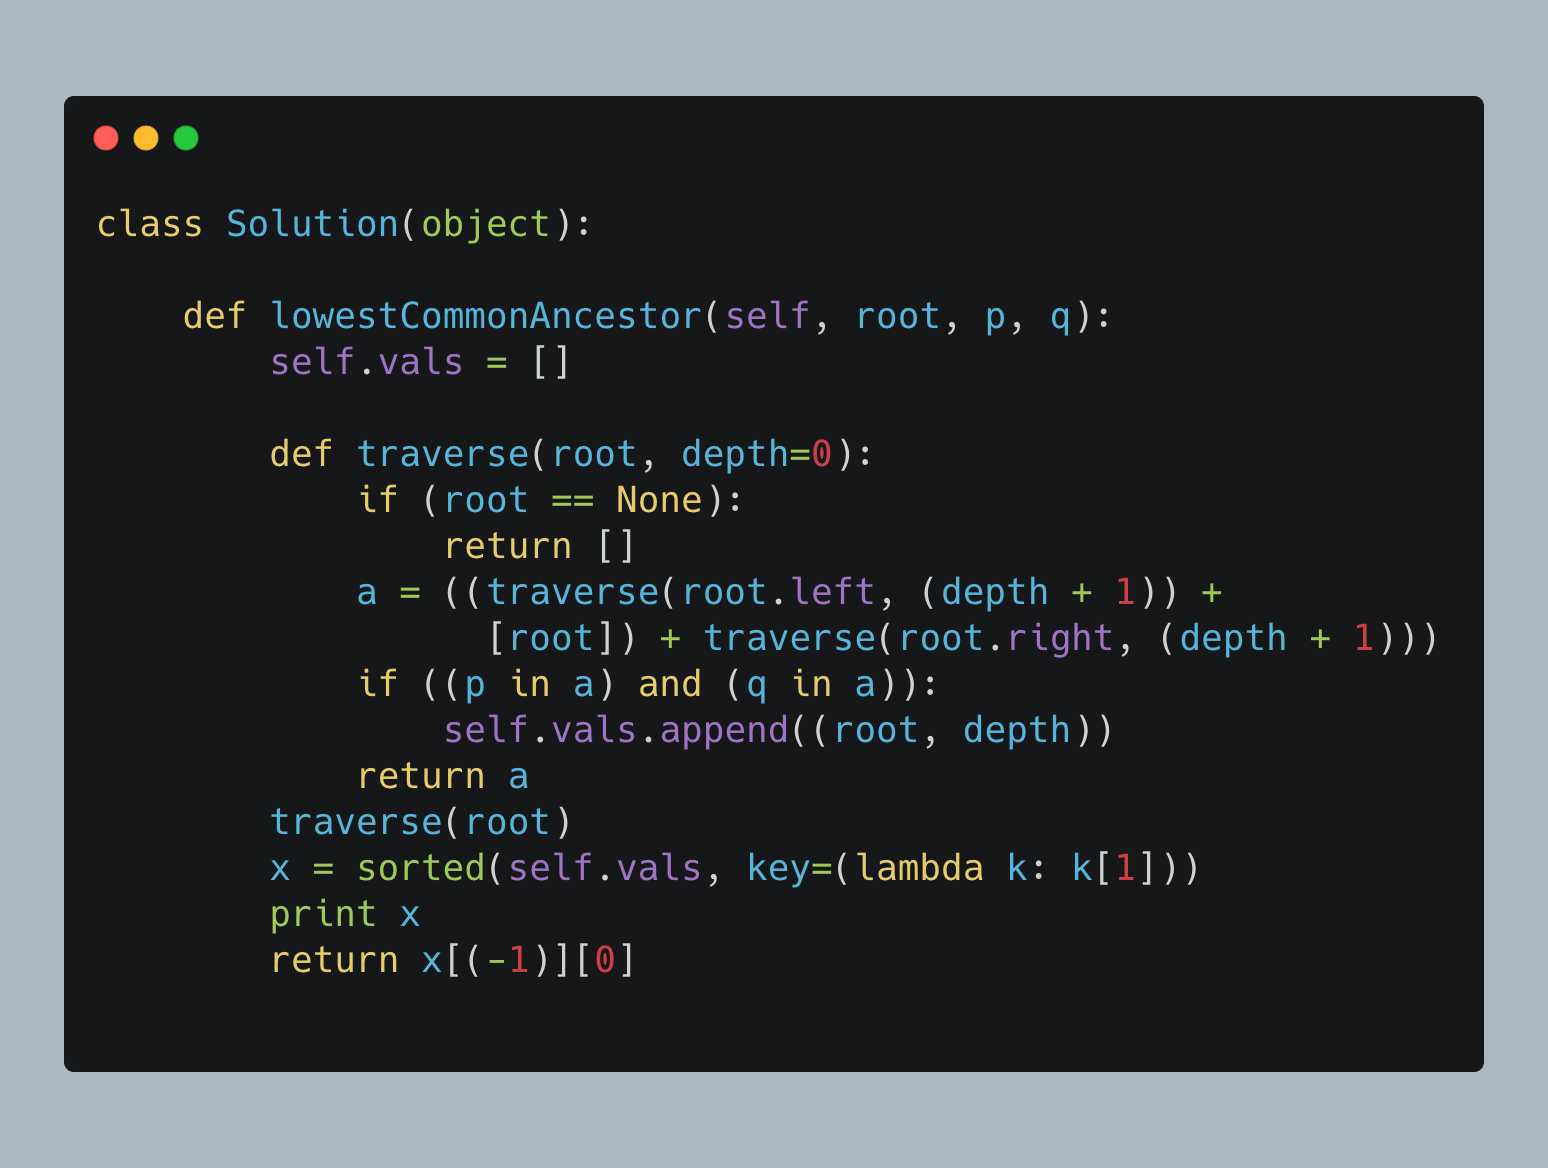 class Solution(object):

    def lowestCommonAncestor(self, root, p, q):
        self.vals = []

        def traverse(root, depth=0):
            if (root == None):
                return []
            a = ((traverse(root.left, (depth + 1)) +
                  [root]) + traverse(root.right, (depth + 1)))
            if ((p in a) and (q in a)):
                self.vals.append((root, depth))
            return a
        traverse(root)
        x = sorted(self.vals, key=(lambda k: k[1]))
        print x
        return x[(-1)][0]